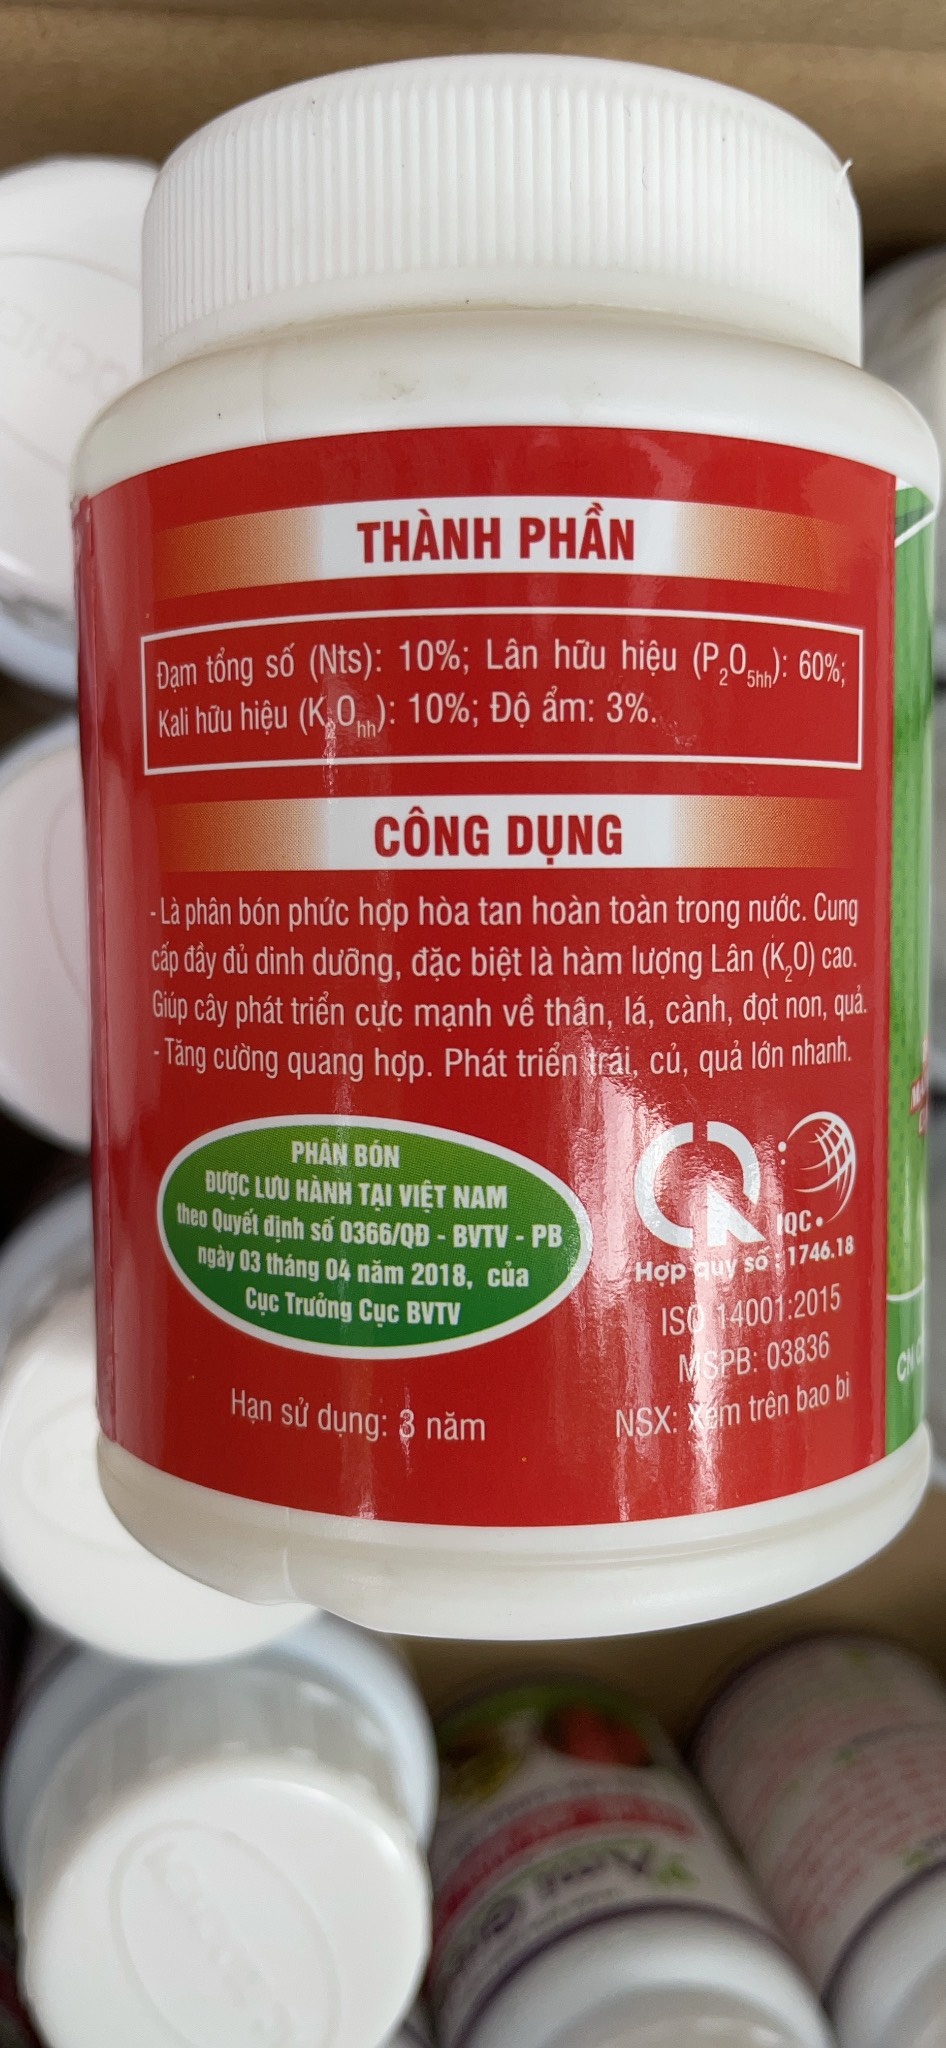 THÀNH PHẦN
Đạm tổng số (Nts): 10%; Lân hữu hiệu (P₂O₅hh): 60%;
Kali hữu hiệu (K₂Ohh): 10%; Độ ẩm: 3%.
CÔNG DỤNG
- Là phân bón phức hợp hòa tan hoàn toàn trong nước. Cung
cấp đầy đủ dinh dưỡng, đặc biệt là hàm lượng Lân (K₂O) cao.
Giúp cây phát triển cực mạnh về thân, lá, cành, đọt non, quả.
- Tăng cường quang hợp. Phát triển trái, củ, quả lớn nhanh.
PHÂN BÓN
ĐƯỢC LƯU HÀNH TẠI VIỆT NAM
theo Quyết định số 0366/QĐ - BVTV - PB
ngày 03 tháng 04 năm 2018, của
Cục Trưởng Cục BVTV
IQC
Hợp quy số : 1746.18
ISO 14001:2015
MSPB: 03836
Hạn sử dụng: 3 năm
NSX: Xem trên bao bì